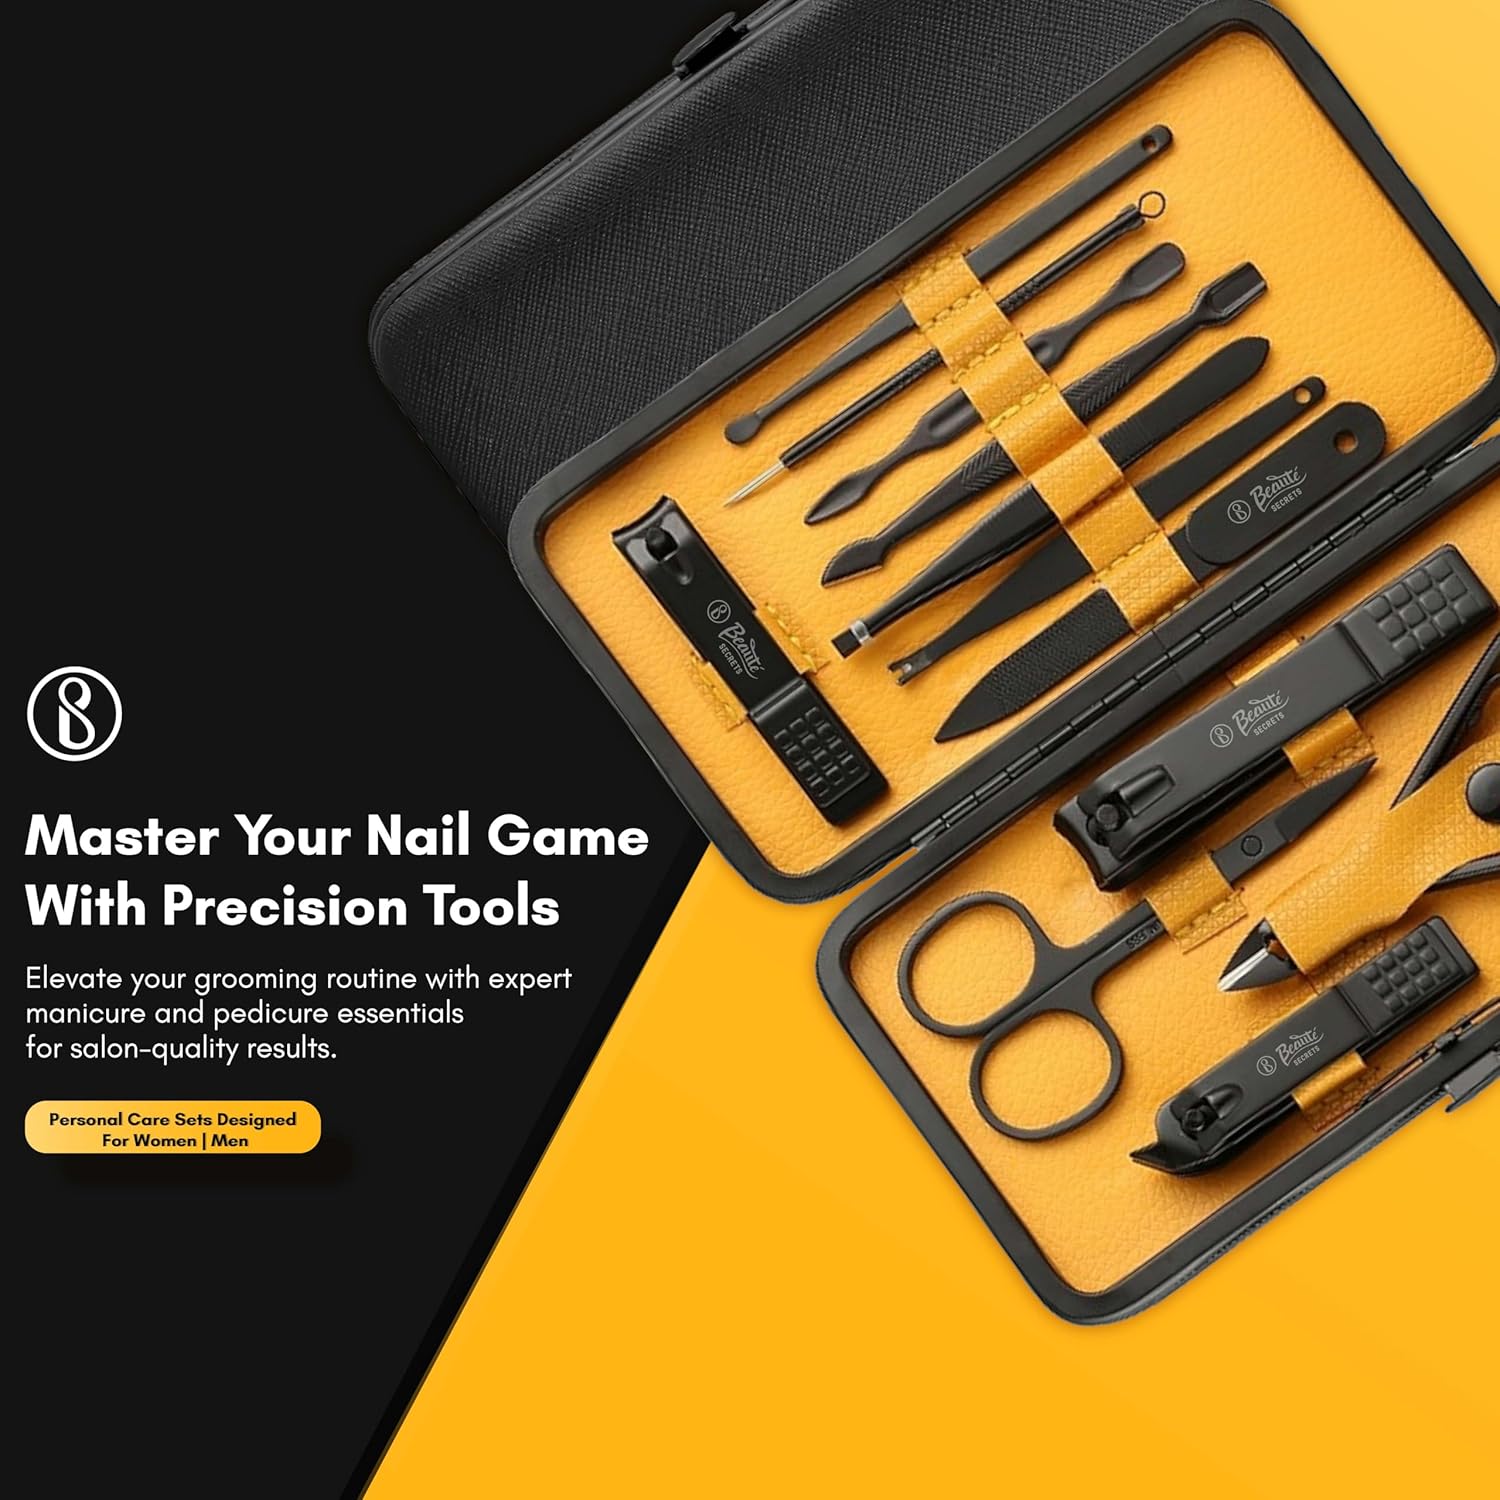 Master Your Nail Game
With Precision Tools
Elevate your grooming routine with expert
manicure and pedicure essentials
for salon-quality results.
Personal Care Sets Designed
For Women | Men
Beauté
SECRETS
Beauté
SECRETS
Beauté
SECRETS
Beauté
SECRETS